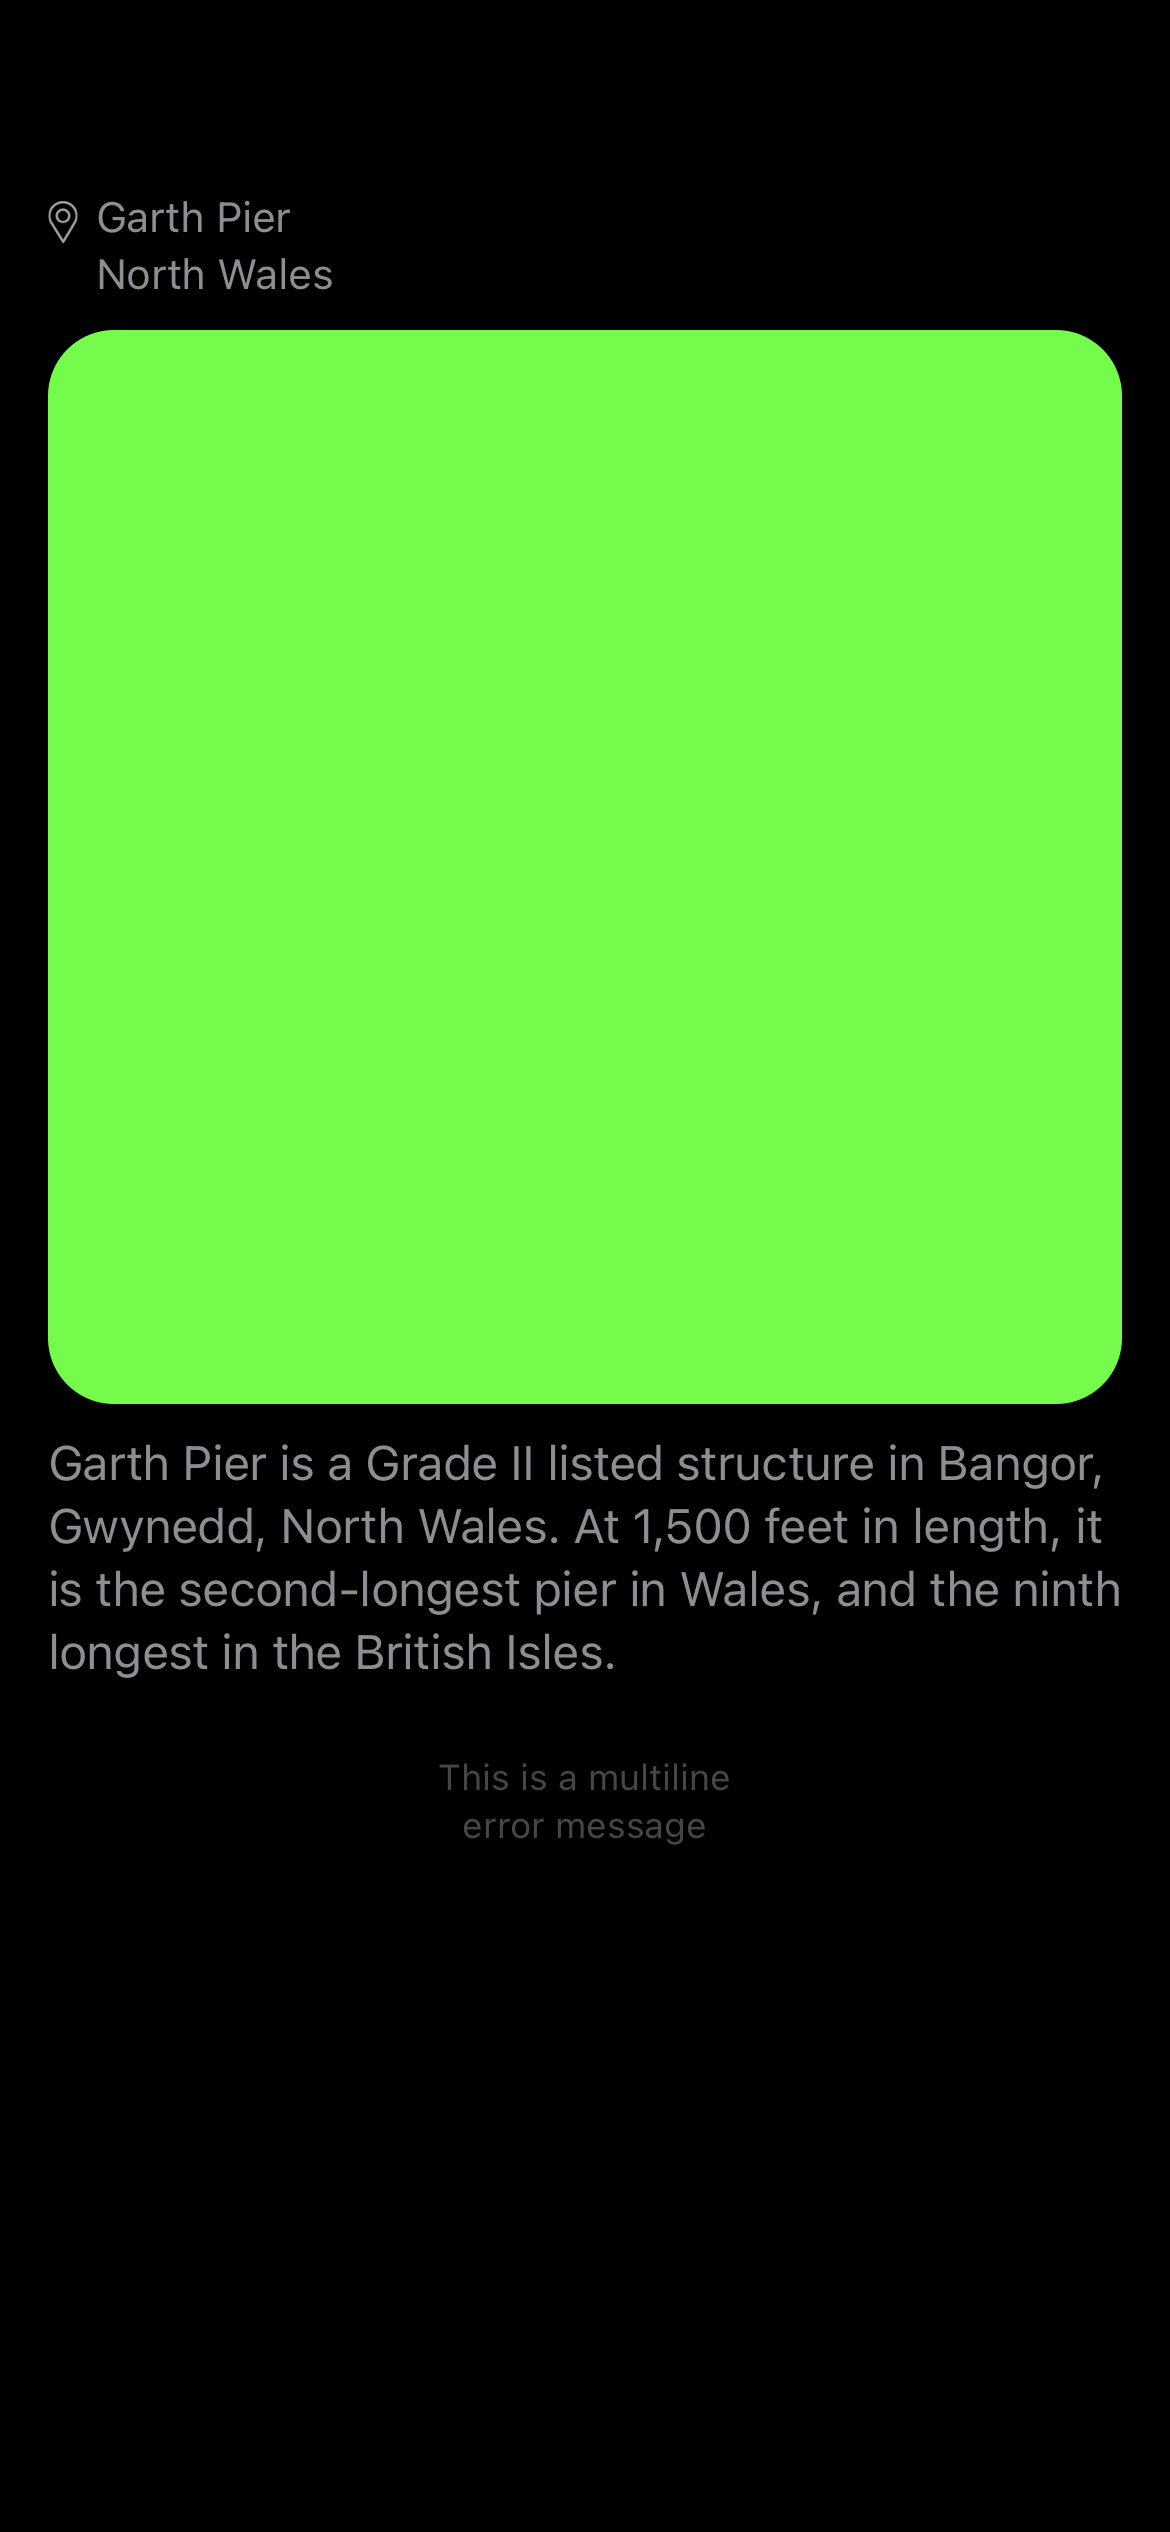 Garth Pier
North Wales
Garth Pier is a Grade II listed structure in Bangor,
Gwynedd, North Wales. At 1,500 feet in length, it
is the second-longest pier in Wales, and the ninth
longest in the British Isles.
This is a multiline
error message